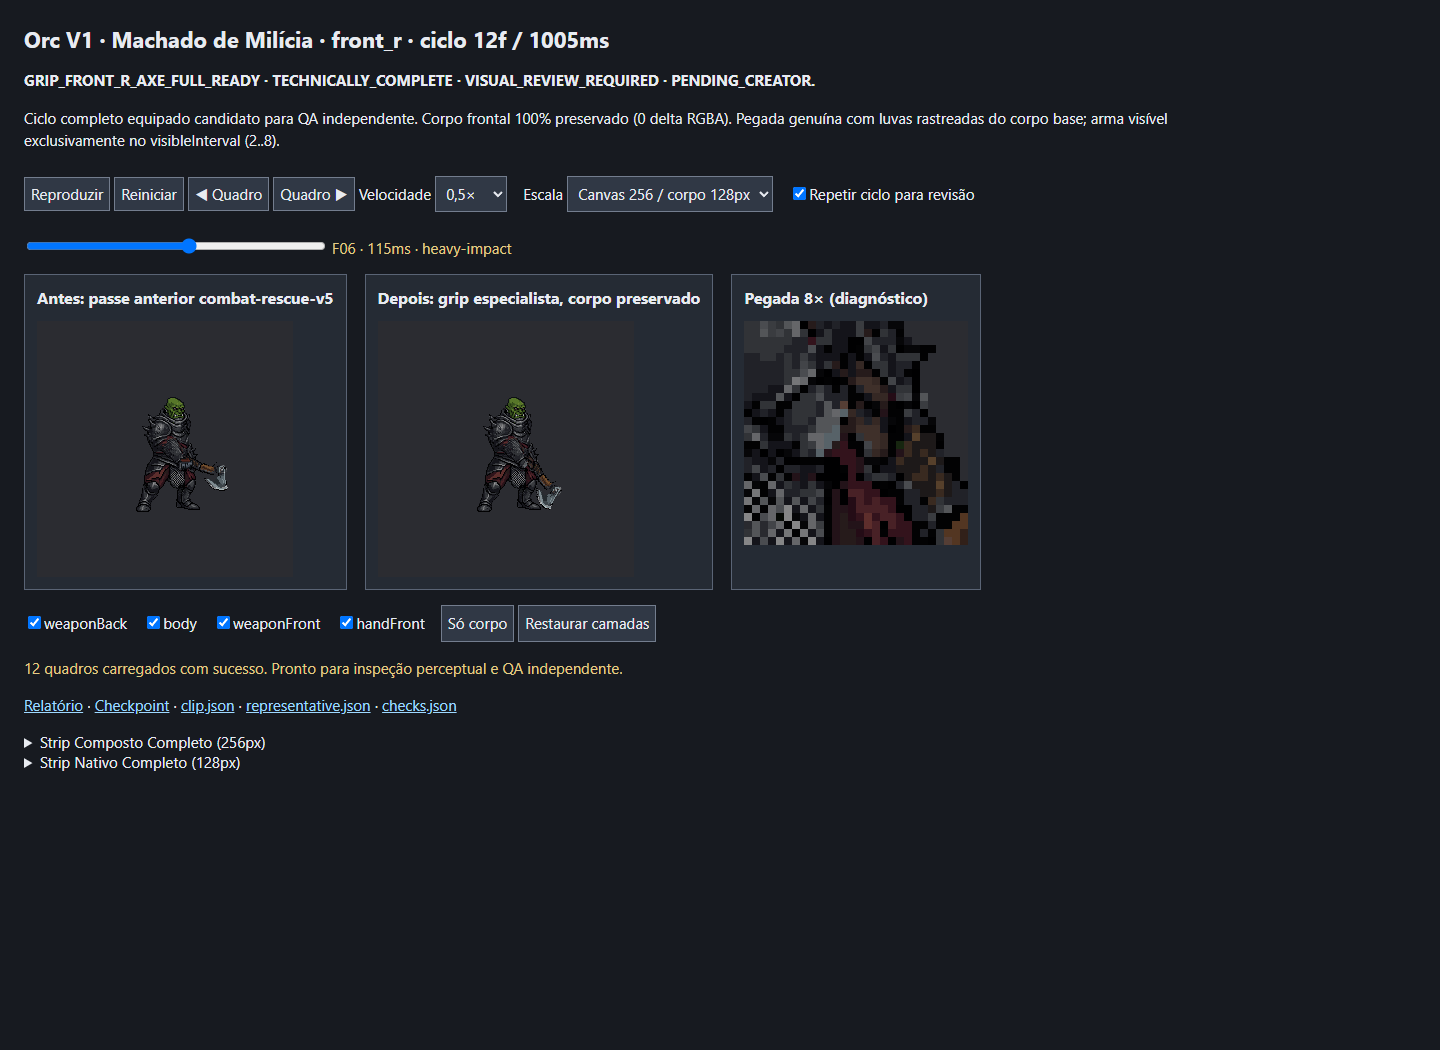 Orc V1 · Machado de Milícia · front_r · ciclo 12f / 1005ms
GRIP_FRONT_R_AXE_FULL_READY · TECHNICALLY_COMPLETE · VISUAL_REVIEW_REQUIRED · PENDING_CREATOR.
Ciclo completo equipado candidato para QA independente. Corpo frontal 100% preservado (0 delta RGBA). Pegada genuína com luvas rastreadas do corpo base; arma visível
exclusivamente no visibleInterval (2..8).
Reproduzir Reiniciar ◀ Quadro Quadro ▶ Velocidade 0,5× Escala Canvas 256 / corpo 128px Repetir ciclo para revisão
F06 · 115ms · heavy-impact
Antes: passe anterior combat-rescue-v5
Depois: grip especialista, corpo preservado
Pegada 8× (diagnóstico)
weaponBack body weaponFront handFront Só corpo Restaurar camadas
12 quadros carregados com sucesso. Pronto para inspeção perceptual e QA independente.
Relatório · Checkpoint · clip.json · representative.json · checks.json
▶ Strip Composto Completo (256px)
▶ Strip Nativo Completo (128px)